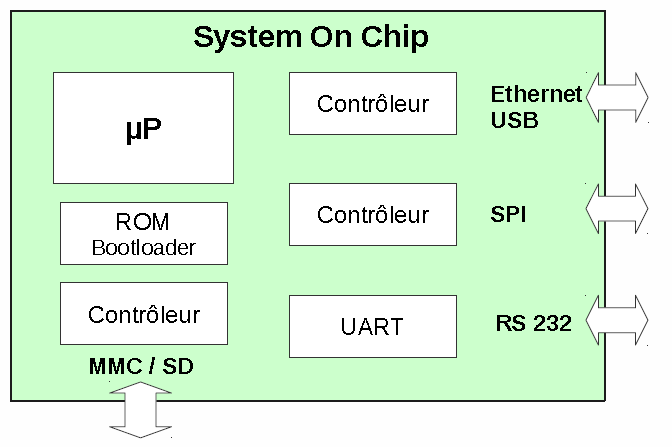 System On Chip
µP
ROM
Bootloader
Contrôleur
MMC / SD
Contrôleur
Ethernet
USB
Contrôleur
SPI
UART
RS 232